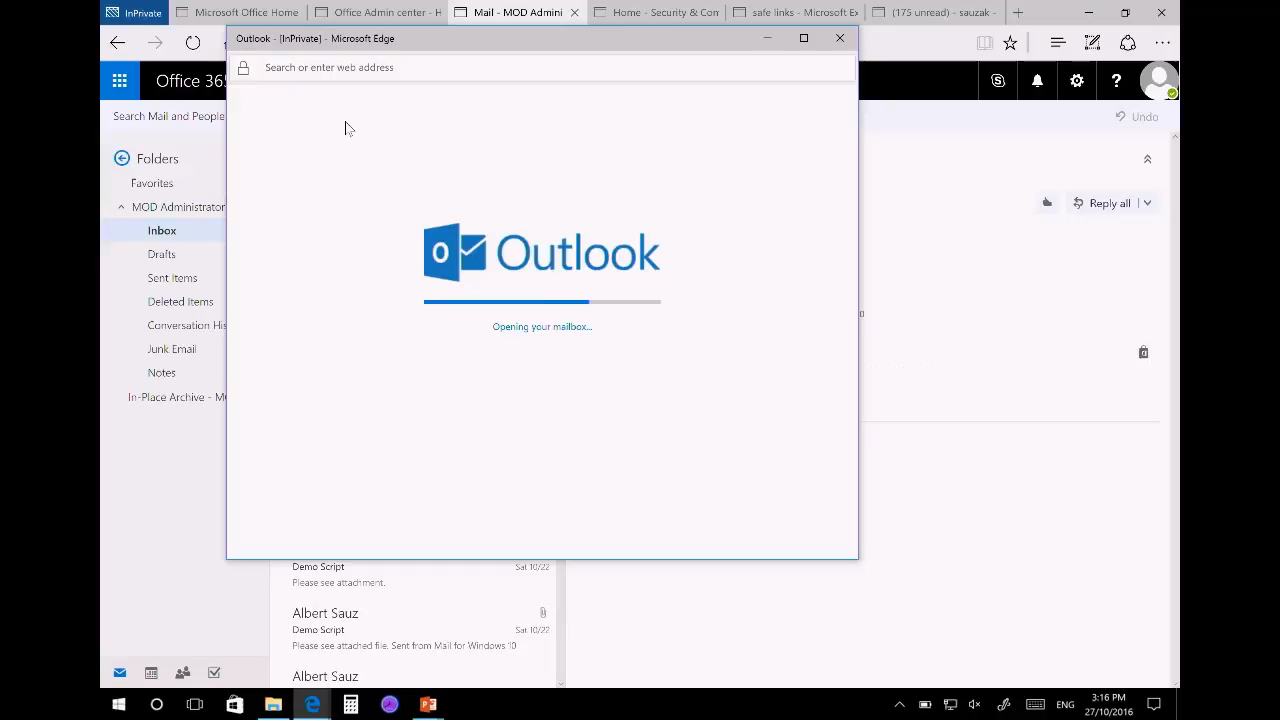 InPrivate
Microsoft Office Home
Office Admin center - H
Mail - MOD Admini
Home - Security & Com
safe links - Microsoft Ex
(175 unread) - sauzak -
Outlook - [InPrivate] - Microsoft Edge
Search or enter web address
Office 365
Search Mail and People
Undo
Folders
Favorites
MOD Administrator
Reply all
Inbox
Drafts
Sent Items
Deleted Items
Conversation His
Junk Email
Notes
In-Place Archive - M
Outlook
Opening your mailbox...
Demo Script
Sat 10/22
Please see attachment.
Albert Sauz
Demo Script
Sat 10/22
Please see attached file. Sent from Mail for Windows 10
Albert Sauz
ENG
3:16 PM
27/10/2016